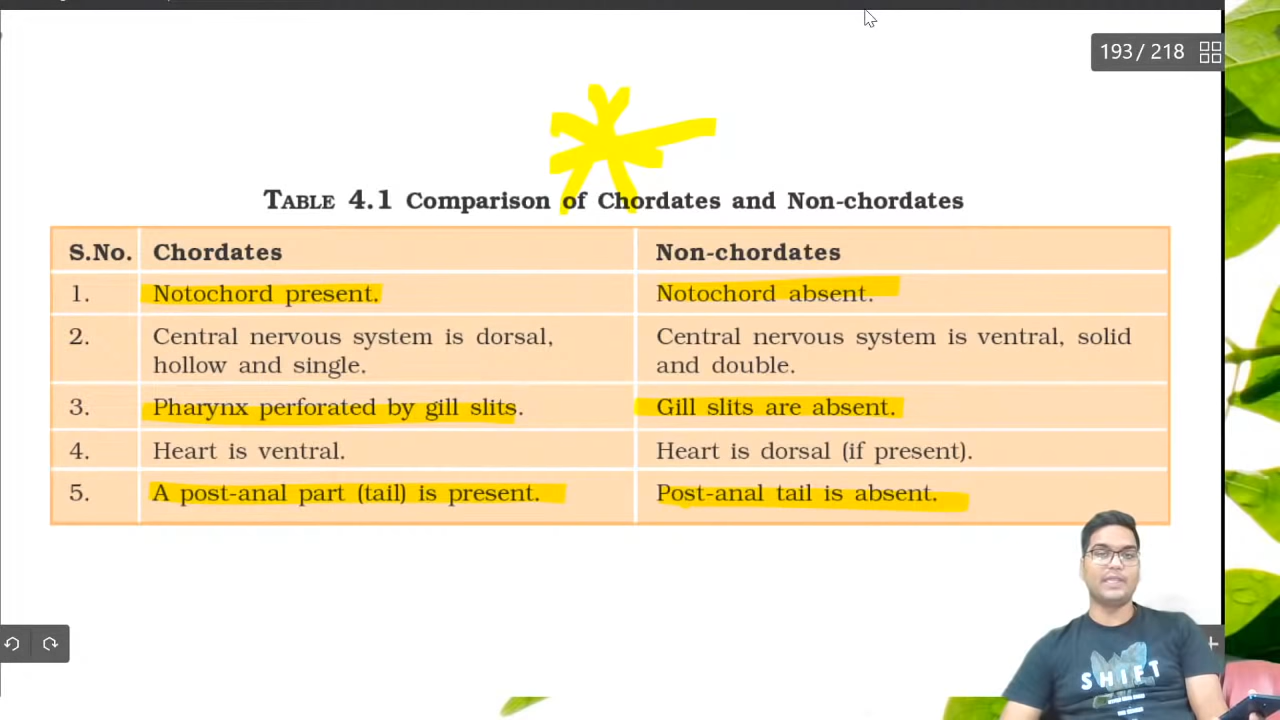 193 / 218
TABLE 4.1 Comparison of Chordates and Non-chordates
S.No. Chordates Non-chordates
1. Notochord present. Notochord absent.
2. Central nervous system is dorsal, Central nervous system is ventral, solid
hollow and single. and double.
3. Pharynx perforated by gill slits. Gill slits are absent.
4. Heart is ventral. Heart is dorsal (if present).
5. A post-anal part (tail) is present. Post-anal tail is absent.
SHIFT